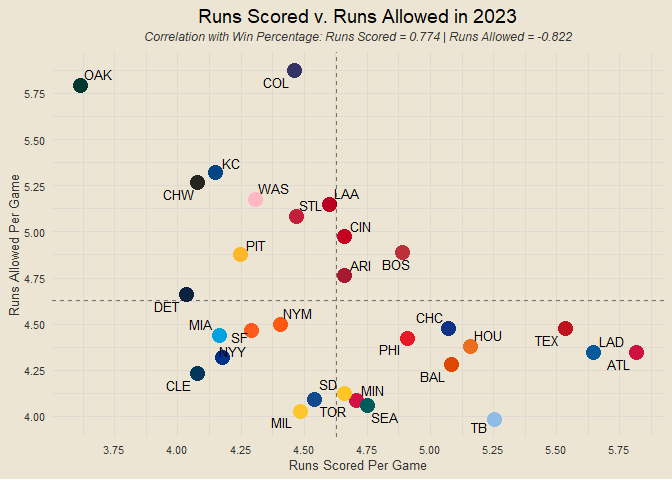 Runs Scored v. Runs Allowed in 2023
Correlation with Win Percentage: Runs Scored = 0.774 | Runs Allowed = -0.822
OAK
COL
5.75
5.50
KC
CHW
5.25
WAS
LAA
STL
5.00
CIN
PIT
BOS
ARI
4.75
DET
NYM
MIA
SF
CHC
4.50
HOU
TEX
LAD
NYY
PHI
ATL
BAL
4.25
CLE
SD
MIN
TOR
SEA
MIL
TB
4.00
3.75 4.00 4.25 4.50 4.75 5.00 5.25 5.50 5.75
Runs Scored Per Game
Runs Allowed Per Game